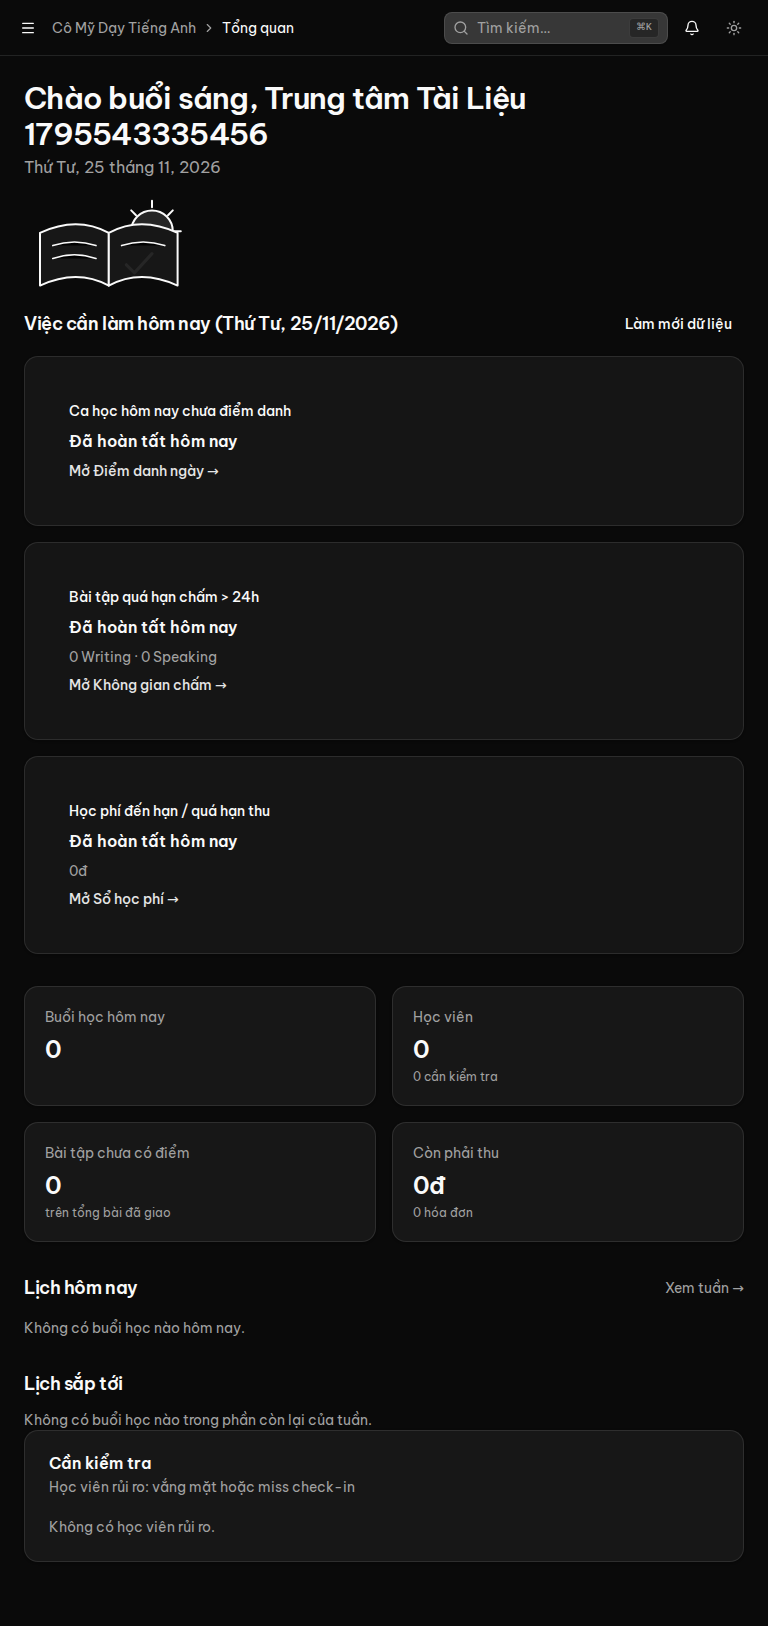 Cô Mỹ Dạy Tiếng Anh > Tổng quan
Tìm kiếm... ⌘K
Chào buổi sáng, Trung tâm Tài Liệu
1795543335456
Thứ Tư, 25 tháng 11, 2026
Việc cần làm hôm nay (Thứ Tư, 25/11/2026)
Làm mới dữ liệu
Ca học hôm nay chưa điểm danh
Đã hoàn tất hôm nay
Mở Điểm danh ngày →
Bài tập quá hạn chấm > 24h
Đã hoàn tất hôm nay
0 Writing · 0 Speaking
Mở Không gian chấm →
Học phí đến hạn / quá hạn thu
Đã hoàn tất hôm nay
0đ
Mở Sổ học phí →
Buổi học hôm nay
0
Học viên
0
0 cần kiểm tra
Bài tập chưa có điểm
0
trên tổng bài đã giao
Còn phải thu
0đ
0 hóa đơn
Lịch hôm nay
Xem tuần →
Không có buổi học nào hôm nay.
Lịch sắp tới
Không có buổi học nào trong phần còn lại của tuần.
Cần kiểm tra
Học viên rủi ro: vắng mặt hoặc miss check-in
Không có học viên rủi ro.